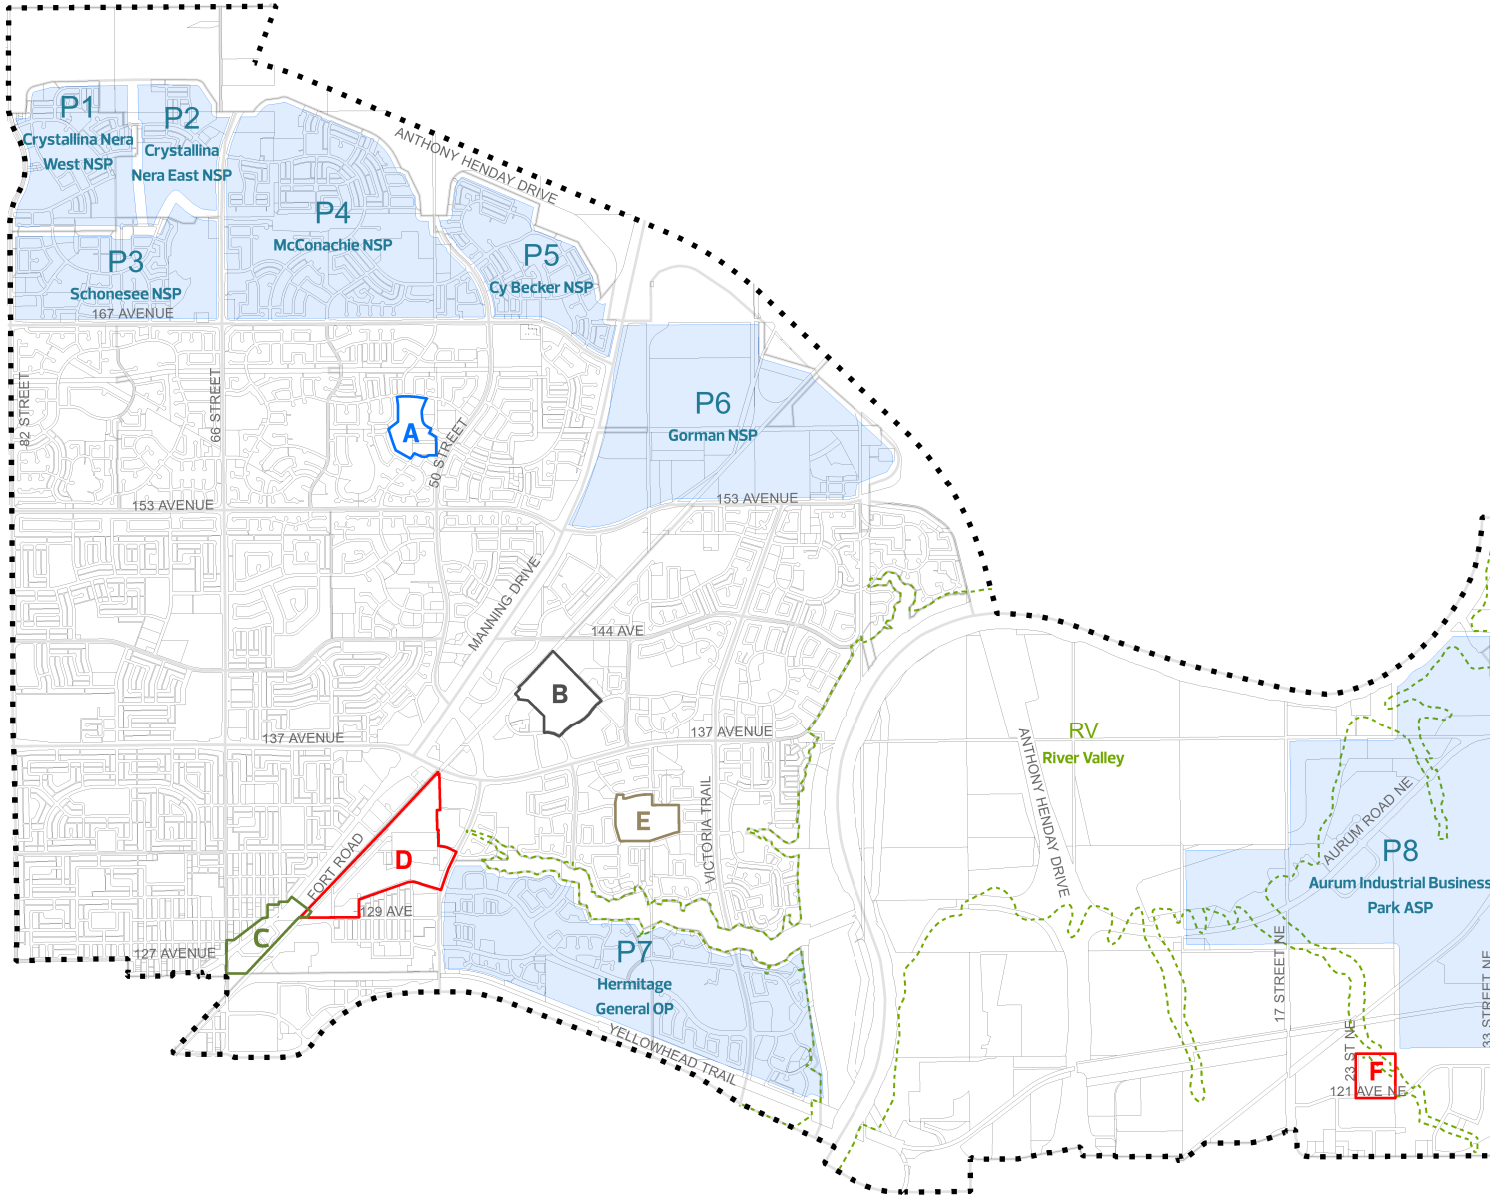 P1
Crystallina Nera
West NSP
P2
Crystallina
Nera East NSP
ANTHONY HENDAY DRIVE
P4
McConachie NSP
P3
Schonesee NSP
P5
Cy Becker NSP
167 AVENUE
82 STREET
66 STREET
A
50 STREET
P6
Gorman NSP
153 AVENUE
153 AVENUE
MANNING DRIVE
144 AVE
B
137 AVENUE
137 AVENUE
RV
River Valley
ANTHONY HENDAY DRIVE
AURUM ROAD NE
VICTORIA TRAIL
E
FORT ROAD
D
P8
Aurum Industrial Business
Park ASP
129 AVE
C
127 AVENUE
P7
Hermitage
General OP
YELLOWHEAD TRAIL
17 STREET NE
33 STREET NE
23 ST NE
F
121 AVE NE